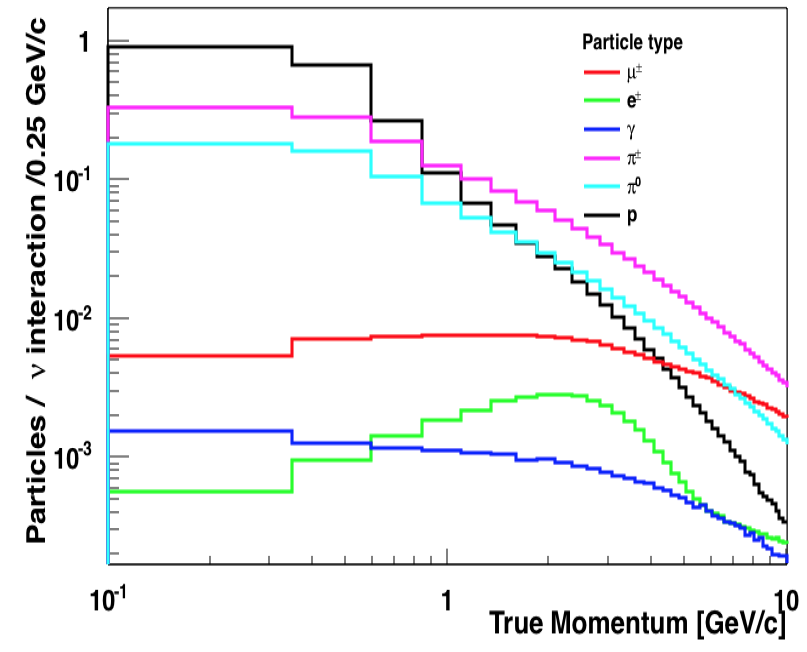 Particles / ν interaction /0.25 GeV/c
1
10⁻¹
10⁻²
10⁻³
Particle type
μ±
e±
γ
π±
π⁰
p
10⁻¹ 1 10
True Momentum [GeV/c]